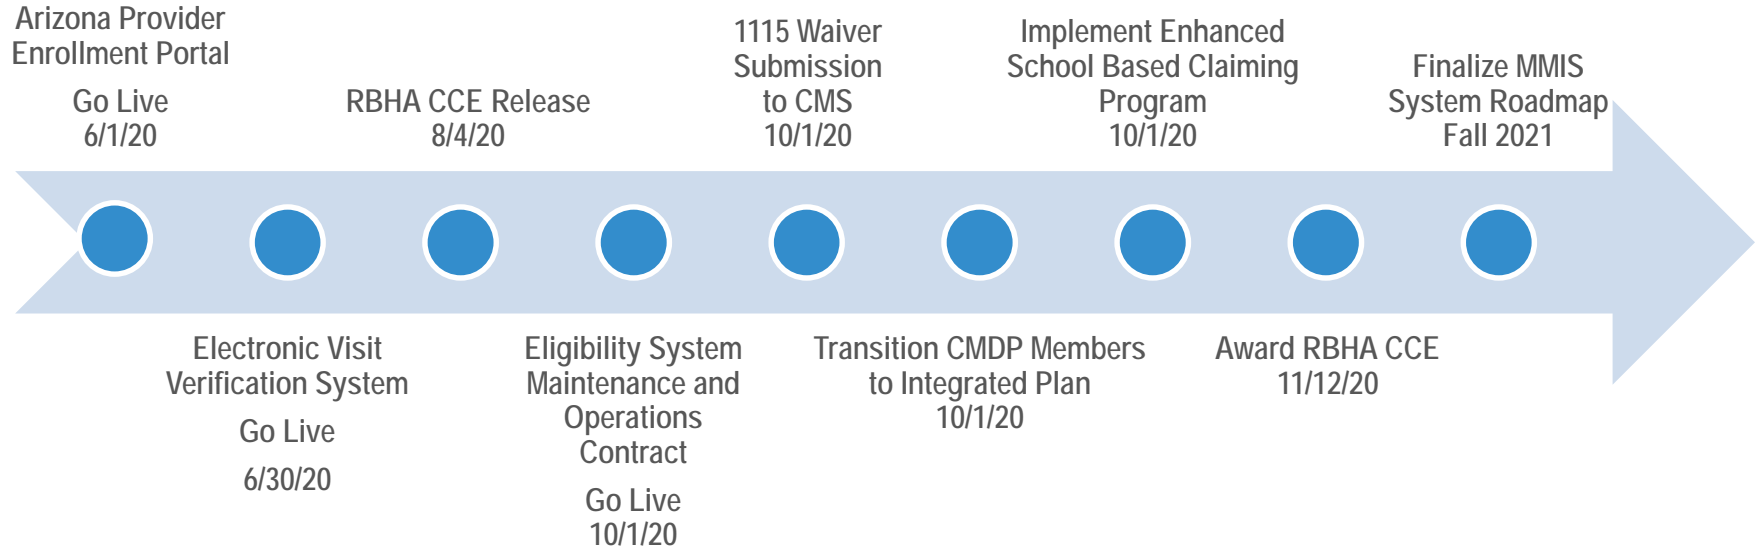 Arizona Provider
Enrollment Portal
Go Live
6/1/20
RBHA CCE Release
8/4/20
1115 Waiver
Submission
to CMS
10/1/20
Implement Enhanced
School Based Claiming
Program
10/1/20
Finalize MMIS
System Roadmap
Fall 2021
Electronic Visit
Verification System
Go Live
6/30/20
Eligibility System
Maintenance and
Operations
Contract
Go Live
10/1/20
Transition CMDP Members
to Integrated Plan
10/1/20
Award RBHA CCE
11/12/20